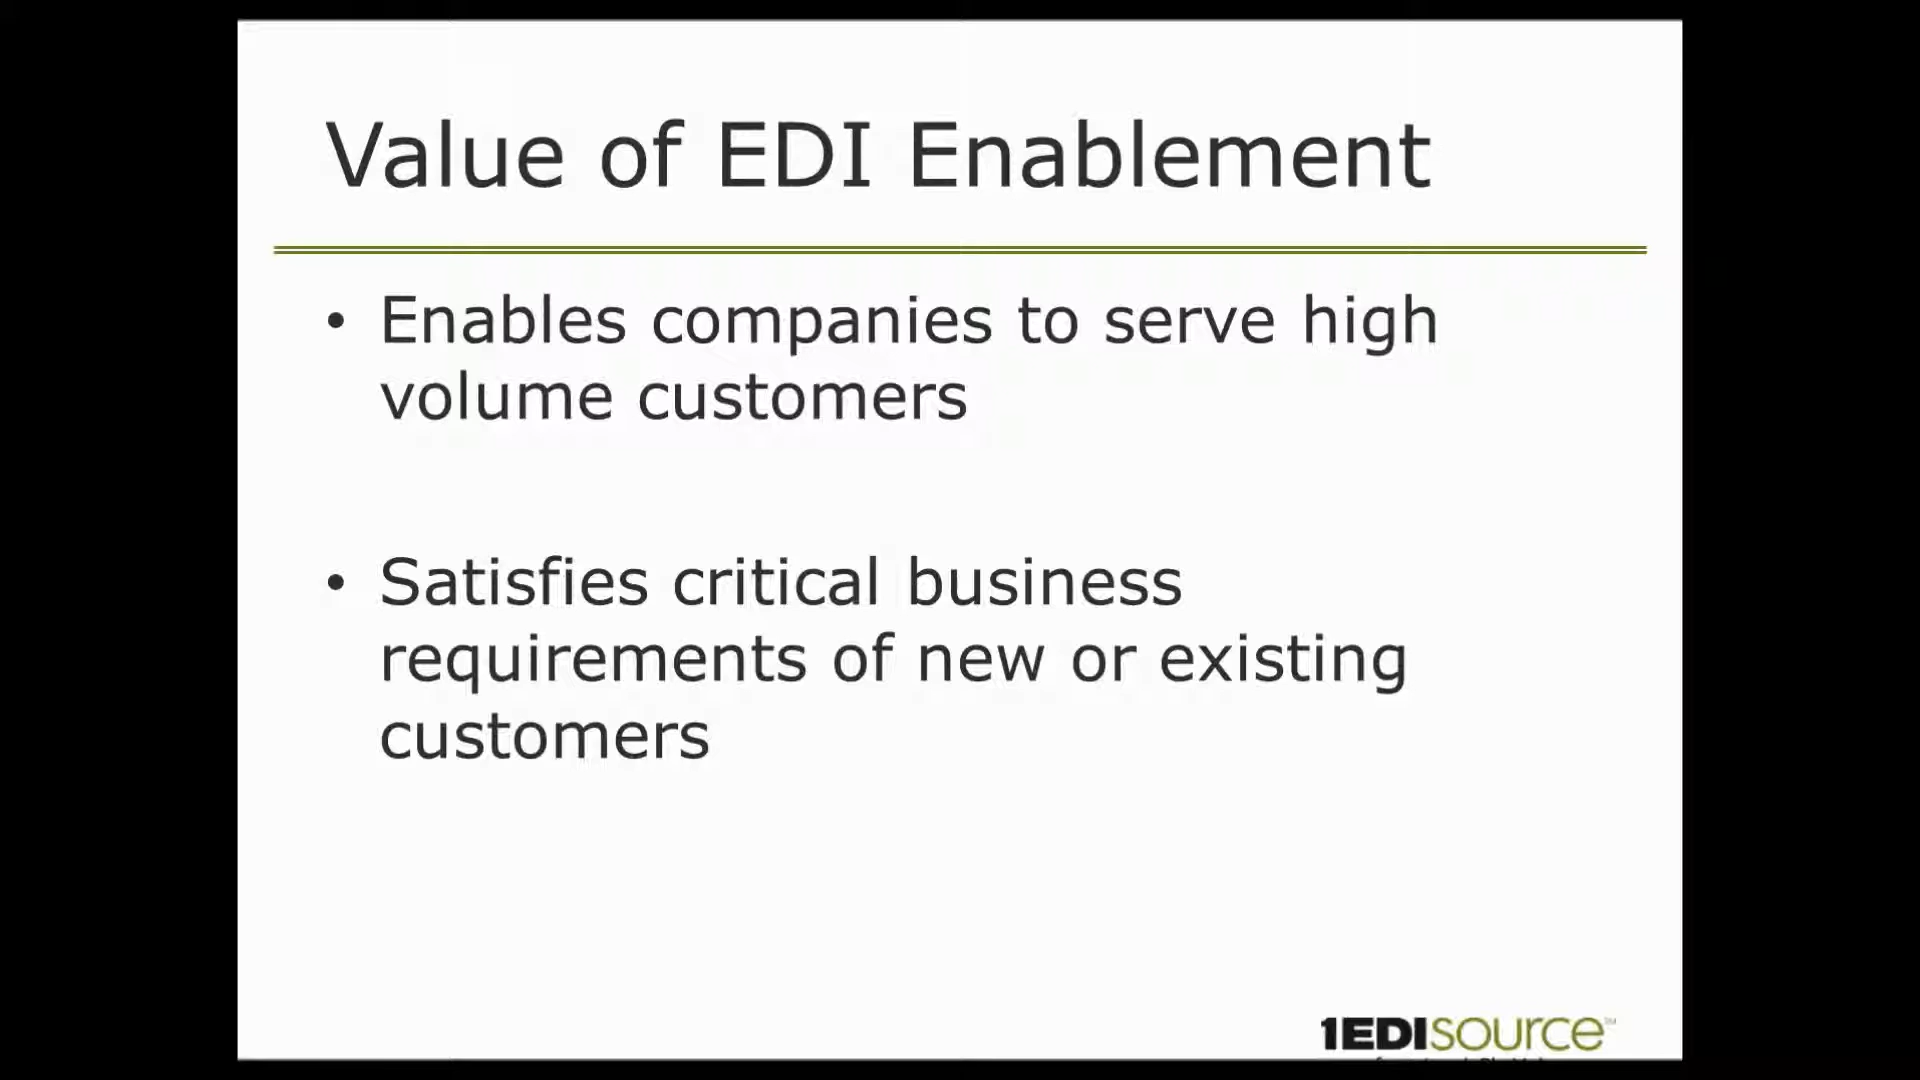 Value of EDI Enablement
• Enables companies to serve high
volume customers
• Satisfies critical business
requirements of new or existing
customers
1EDISOURCE™